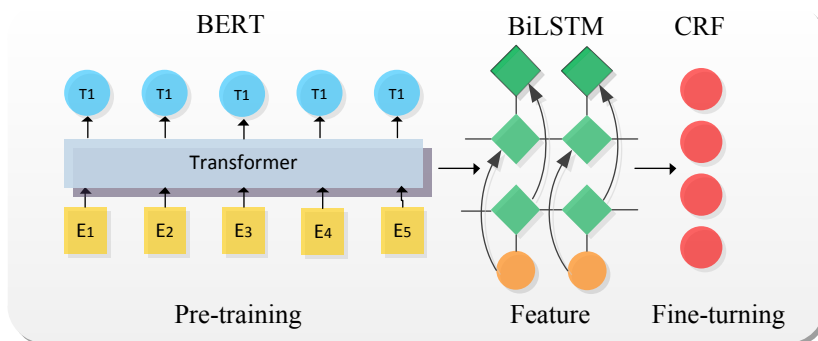 BERT BiLSTM CRF
T1 T1 T1 T1 T1
Transformer
E1 E2 E3 E4 E5
Pre-training Feature Fine-turning